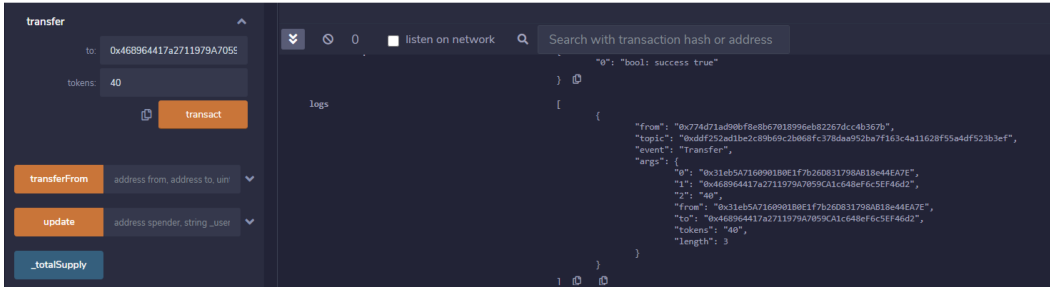 transfer
to: 0x468964417a2711979A7059
tokens: 40
transact
transferFrom address from, address to, uint
update address spender, string _user
_totalSupply
0 listen on network Search with transaction hash or address
"0": "bool: success true"
}
logs [
{
"from": "0x774d71ad90bf8e8b67018996eb82267dcc4b367b",
"topic": "0xddf252ad1be2c89b69c2b068fc378daa952ba7f163c4a11628f55a4df523b3ef",
"event": "Transfer",
"args": {
"0": "0x31eb5A7160901B0E1f7b26D831798AB18e44EA7E",
"1": "0x468964417a2711979A7059CA1c648eF6c5EF46d2",
"2": "40",
"from": "0x31eb5A7160901B0E1f7b26D831798AB18e44EA7E",
"to": "0x468964417a2711979A7059CA1c648eF6c5EF46d2",
"tokens": "40",
"length": 3
}
}
]